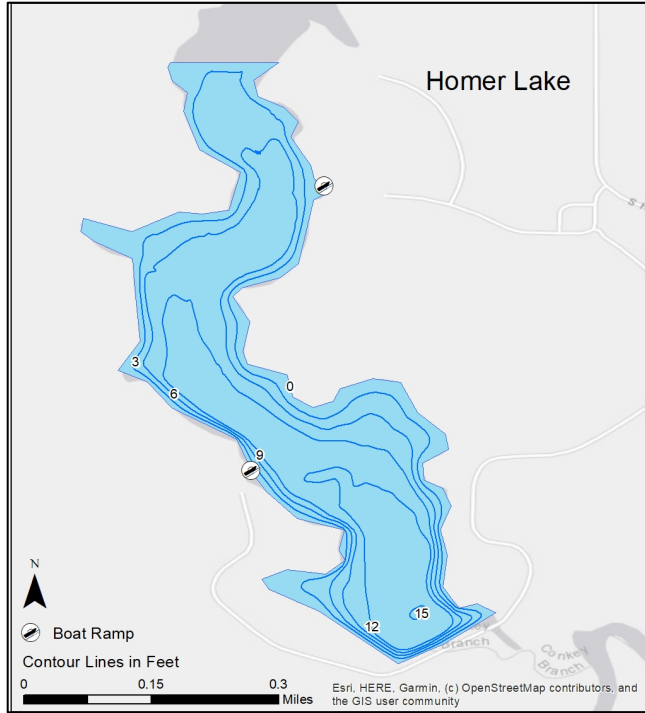 Homer Lake
3
0
6
9
15
12
Conkey
Branch
Branch
N
Boat Ramp
Contour Lines in Feet
0 0.15 0.3
Miles
Esri, HERE, Garmin, (c) OpenStreetMap contributors, and
the GIS user community